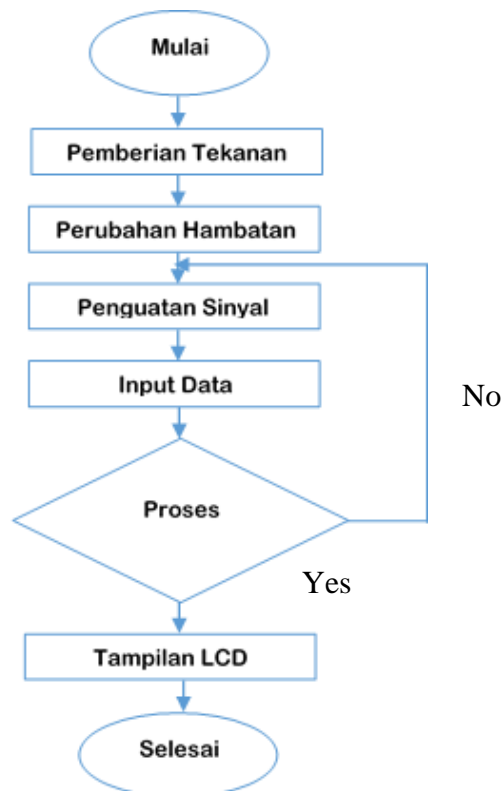 Mulai
Pemberian Tekanan
Perubahan Hambatan
Penguatan Sinyal
Input Data
No
Proses
Yes
Tampilan LCD
Selesai